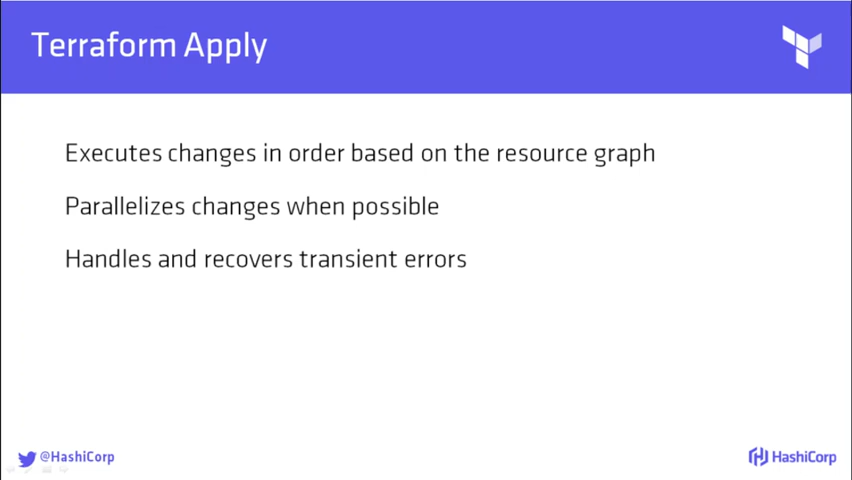 Terraform Apply
Executes changes in order based on the resource graph
Parallelizes changes when possible
Handles and recovers transient errors
@HashiCorp
HashiCorp